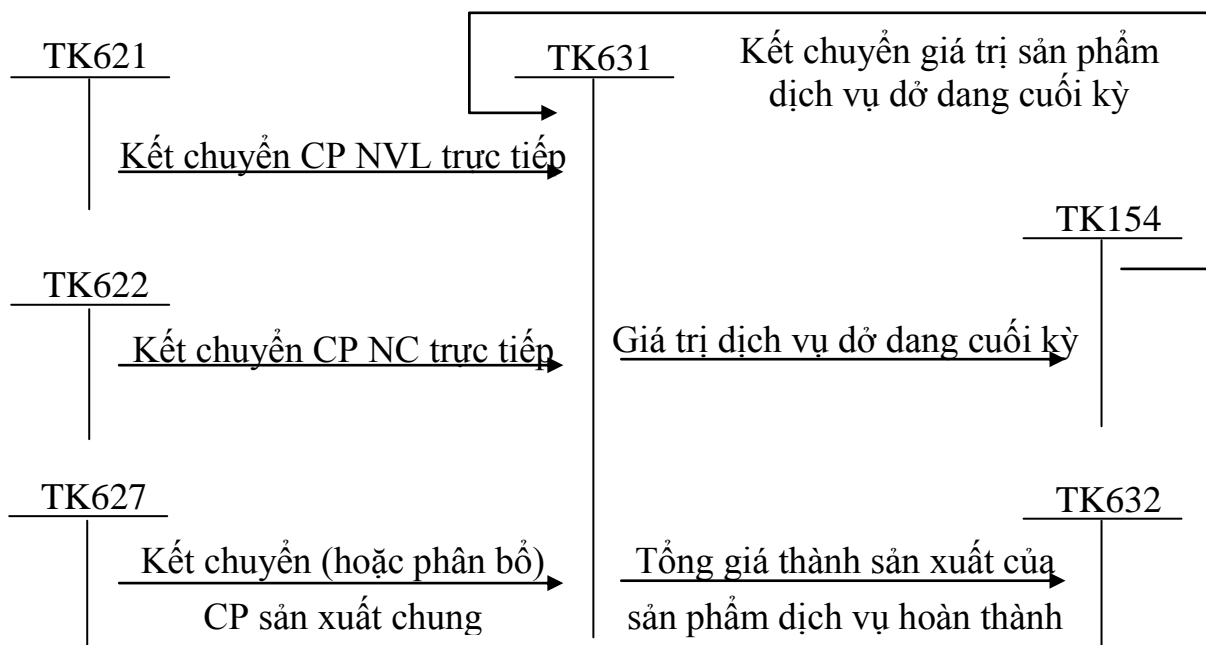 TK621
TK631
Kết chuyển giá trị sản phẩm
dịch vụ dở dang cuối kỳ
Kết chuyển CP NVL trực tiếp
TK154
TK622
Kết chuyển CP NC trực tiếp
Giá trị dịch vụ dở dang cuối kỳ
TK627
TK632
Kết chuyển (hoặc phân bổ)
CP sản xuất chung
Tổng giá thành sản xuất của
sản phẩm dịch vụ hoàn thành